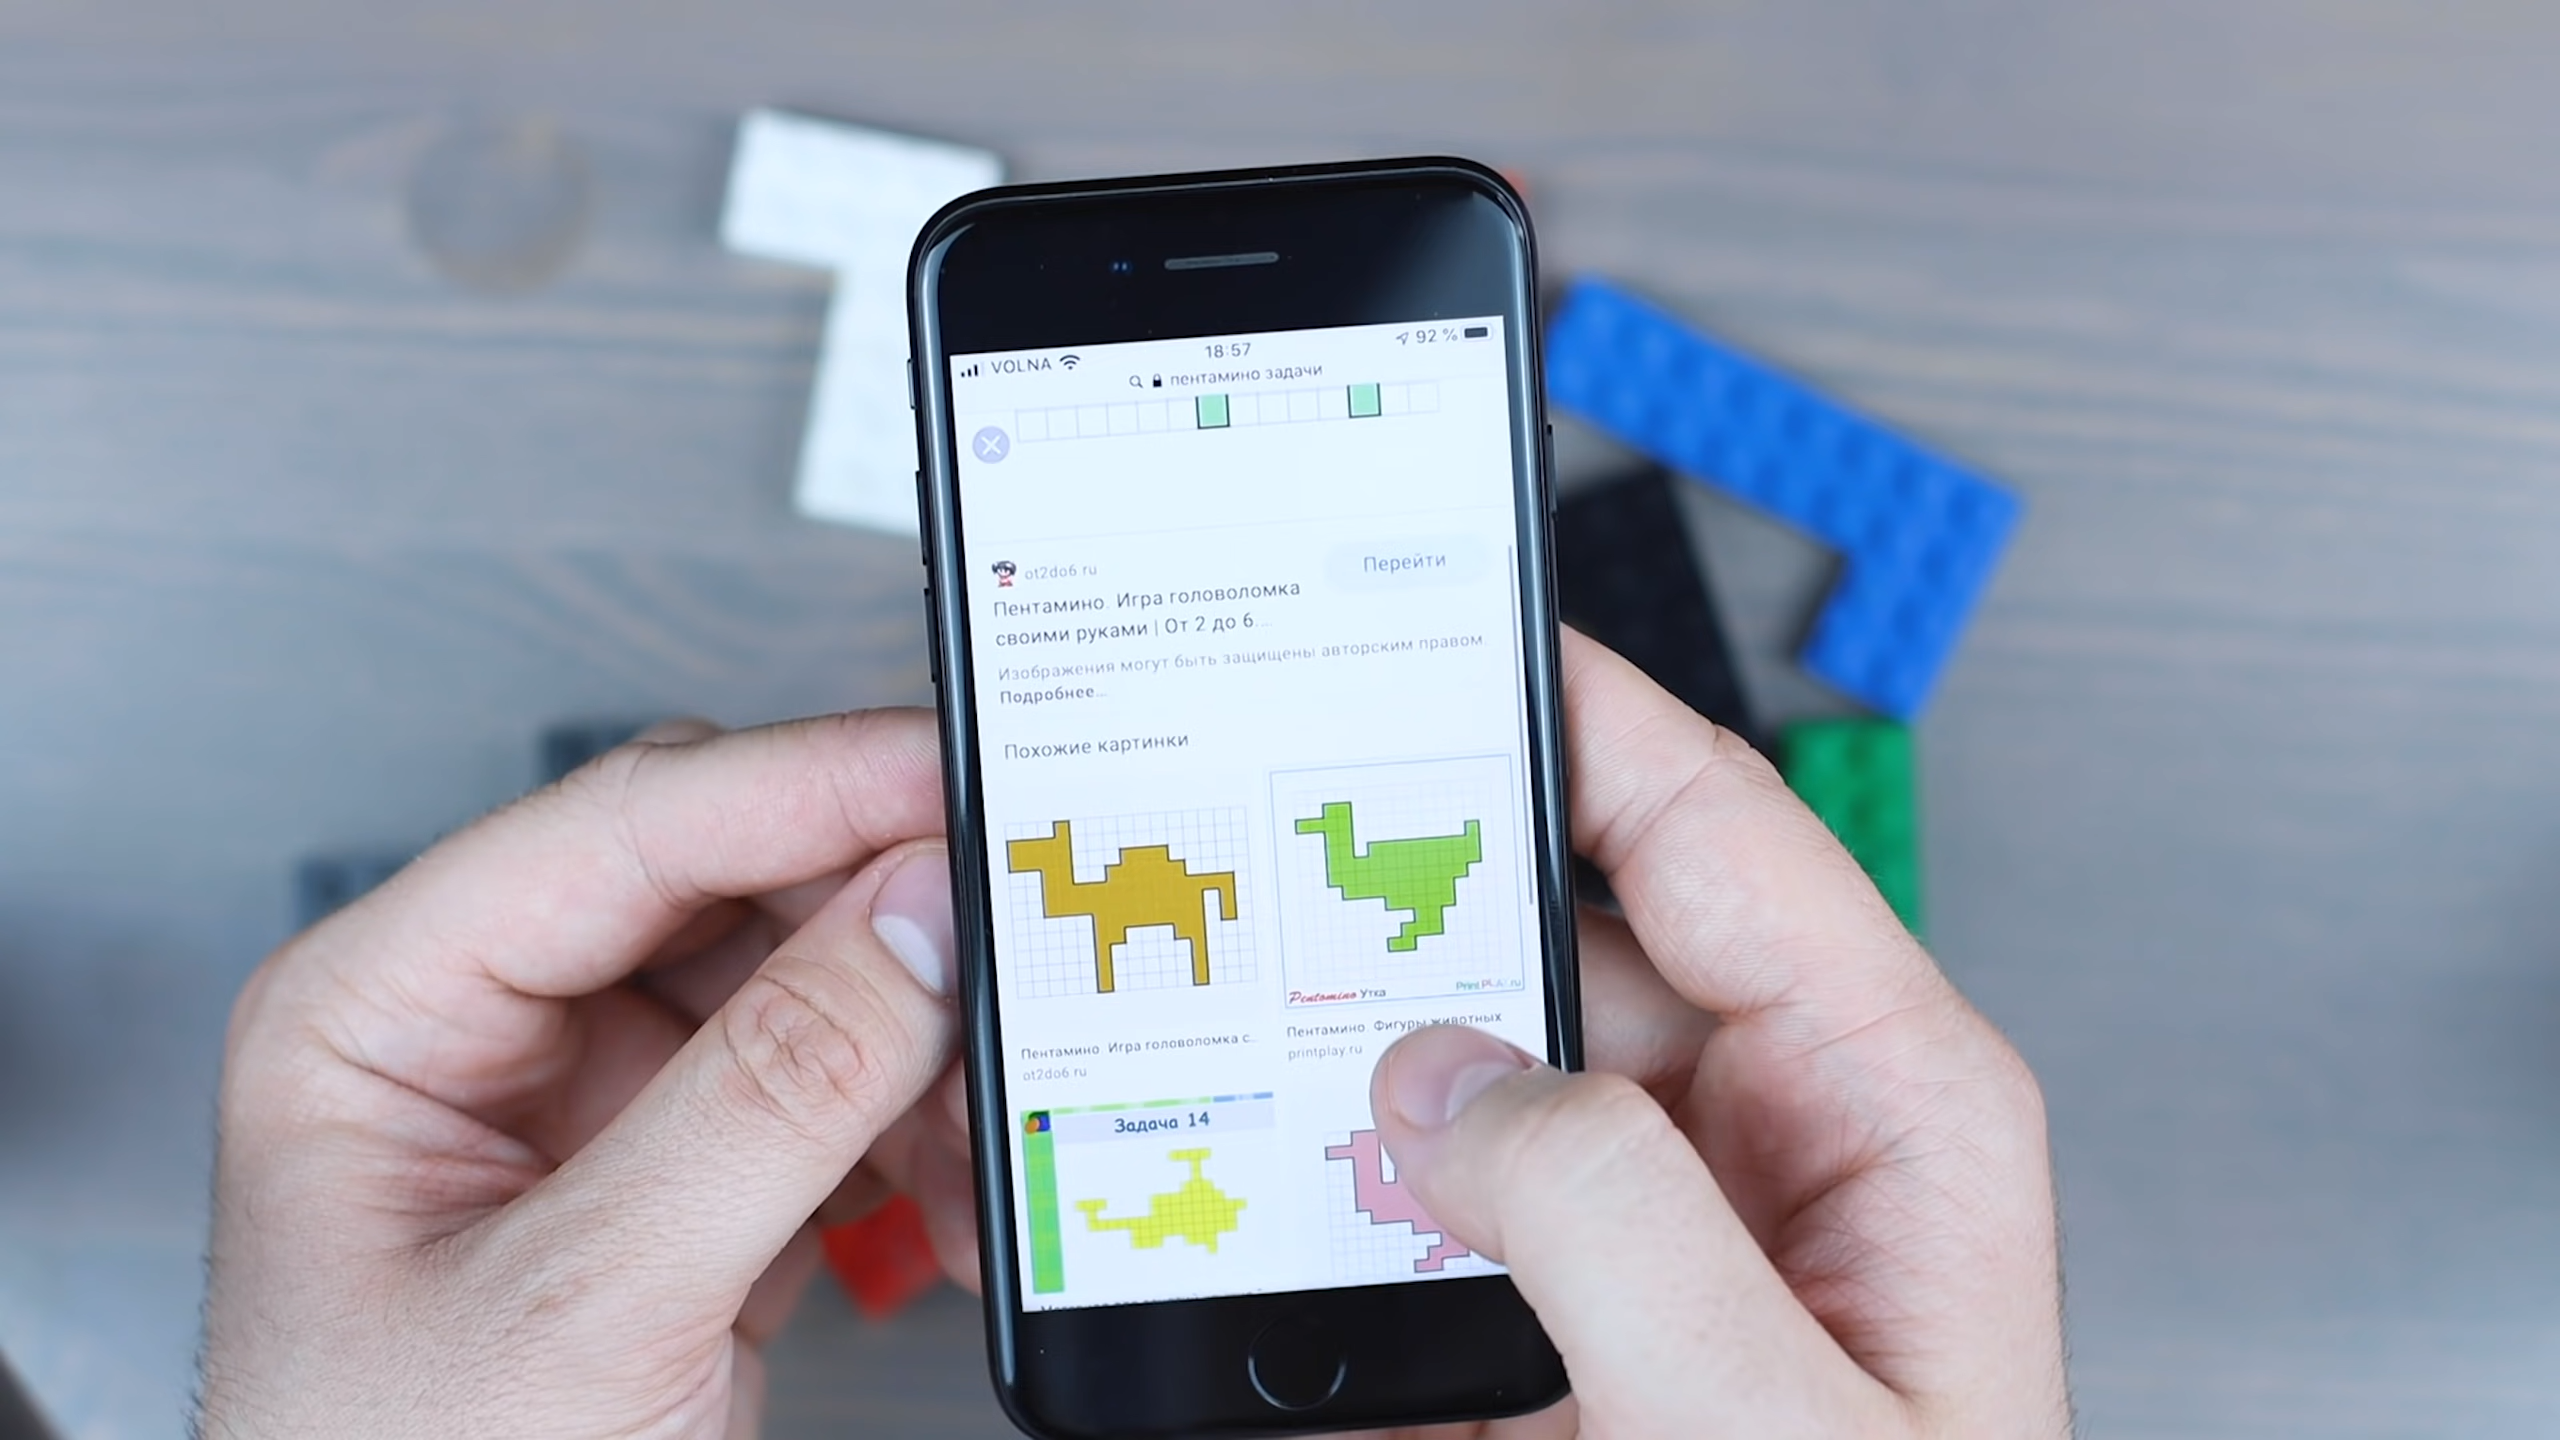 VOLNA
18:57
92 %
пентамино задачи
ot2do6.ru
Перейти
Пентамино. Игра головоломка
своими руками | От 2 до 6....
Изображения могут быть защищены авторским правом.
Подробнее...
Похожие картинки
Pentomino Утка
PrintPLAY.ru
Пентамино. Игра головоломка с...
ot2do6.ru
Пентамино. Фигуры животных
printplay.ru
Задача 14